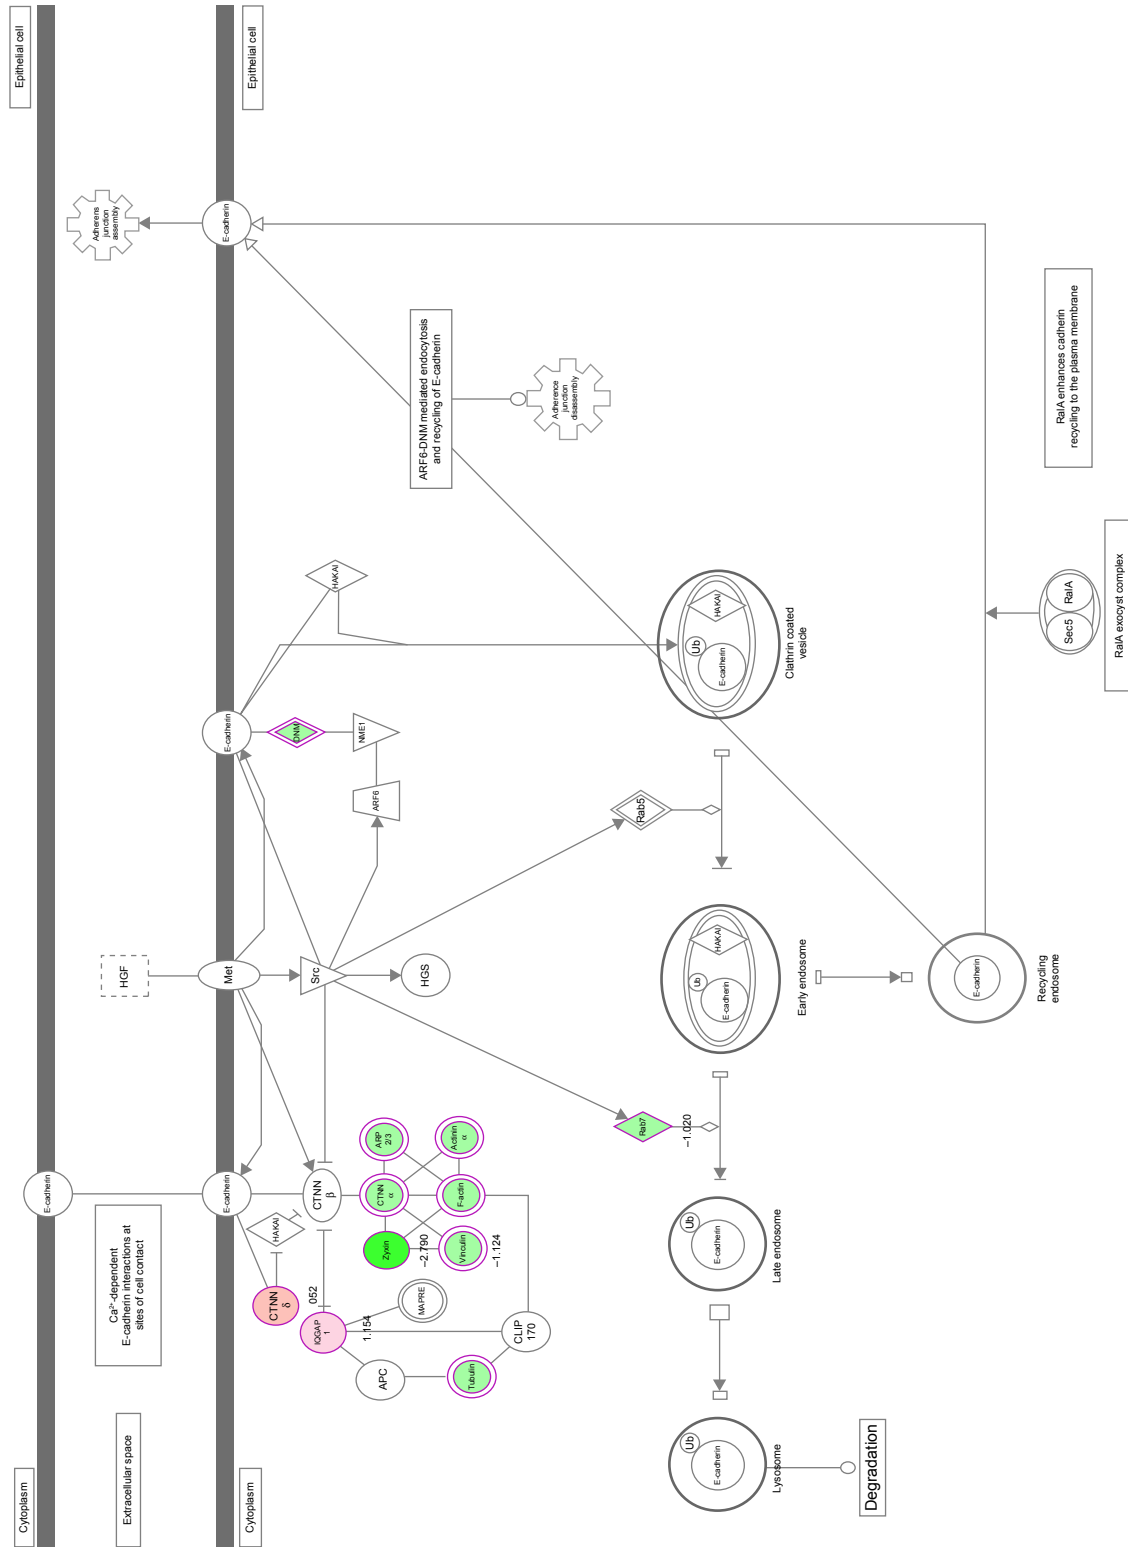 Cytoplasm
Epithelial cell
E-cadherin
Ca²⁺-dependent
E-cadherin interactions at
sites of cell contact
Extracellular space
HGF
Adherens
junction
assembly
Cytoplasm
Epithelial cell
E-cadherin
Met
E-cadherin
E-cadherin
HAKAI
CTNN
δ
CTNN
β
Src
DNM
HAKAI
052
IQGAP
1
1.154
MAPRE
Zyxin
-2.790
CTNN
α
ARP
2/3
HGS
ARF6
NME1
ARF6-DNM mediated endocytosis
and recycling of E-cadherin
APC
Tubulin
CLIP
170
Vinculin
-1.124
F-actin
Actinin
α
Adherence
junction
disassembly
Rab7
-1.020
Rab5
Ub
E-cadherin
Lysosome
Ub
E-cadherin
Late endosome
Ub
E-cadherin
HAKAI
Early endosome
Ub
E-cadherin
HAKAI
Clathrin coated
vesicle
Degradation
E-cadherin
Recycling
endosome
Sec5
RalA
RalA exocyst complex
RalA enhances cadherin
recycling to the plasma membrane